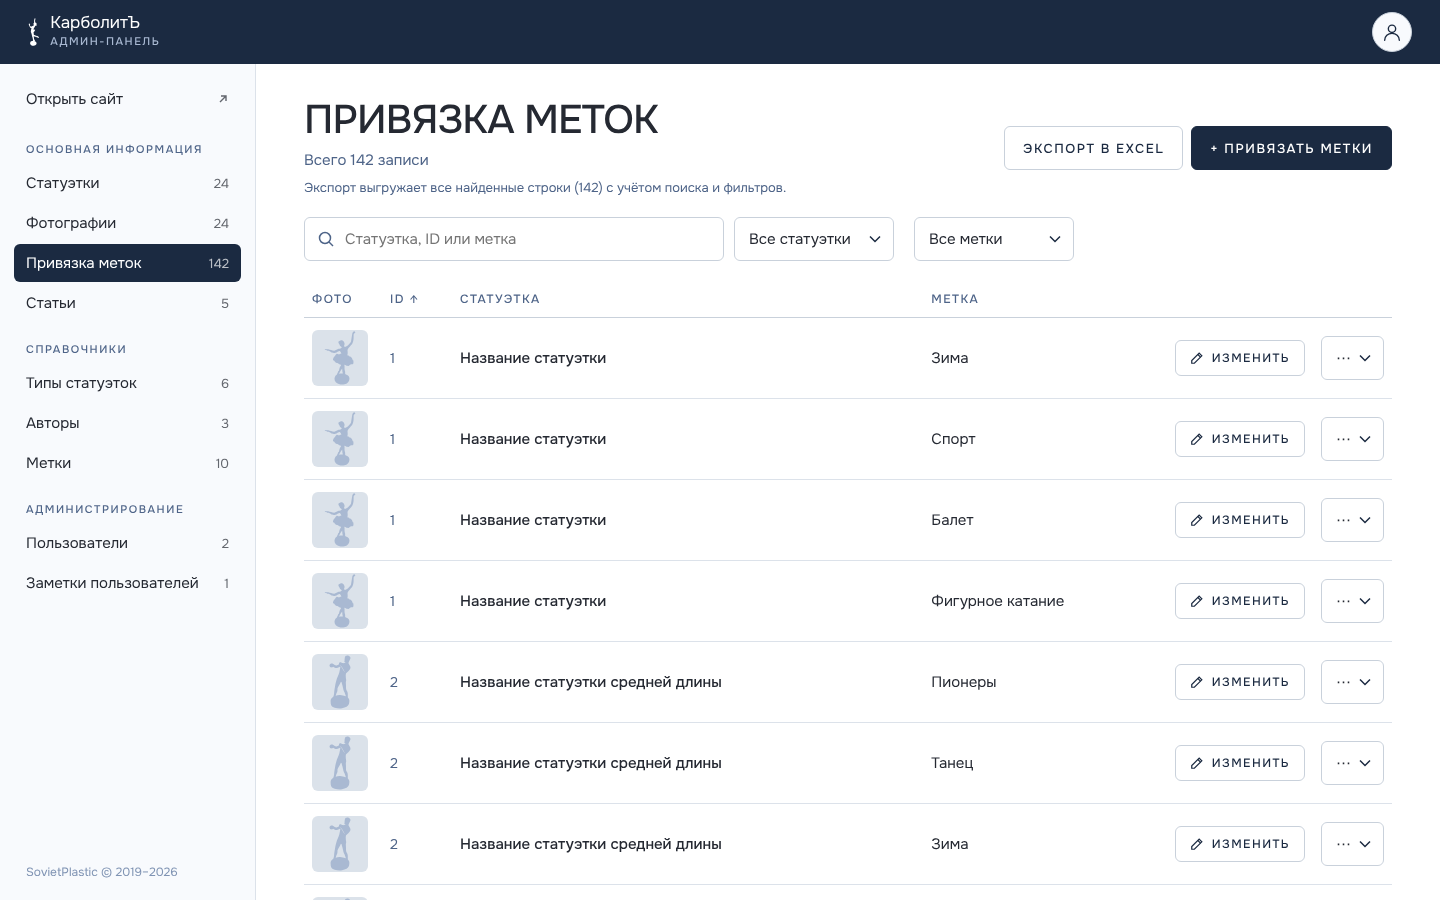 КарболитЪ
АДМИН-ПАНЕЛЬ
Открыть сайт
ОСНОВНАЯ ИНФОРМАЦИЯ
Статуэтки 24
Фотографии 24
Привязка меток 142
Статьи 5
СПРАВОЧНИКИ
Типы статуэток 6
Авторы 3
Метки 10
АДМИНИСТРИРОВАНИЕ
Пользователи 2
Заметки пользователей 1
SovietPlastic © 2019–2026
ПРИВЯЗКА МЕТОК
Всего 142 записи
Экспорт выгружает все найденные строки (142) с учётом поиска и фильтров.
ЭКСПОРТ В EXCEL
+ ПРИВЯЗАТЬ МЕТКИ
Статуэтка, ID или метка
Все статуэтки
Все метки
ФОТО ID ↑ СТАТУЭТКА МЕТКА
1 Название статуэтки Зима ИЗМЕНИТЬ ···
1 Название статуэтки Спорт ИЗМЕНИТЬ ···
1 Название статуэтки Балет ИЗМЕНИТЬ ···
1 Название статуэтки Фигурное катание ИЗМЕНИТЬ ···
2 Название статуэтки средней длины Пионеры ИЗМЕНИТЬ ···
2 Название статуэтки средней длины Танец ИЗМЕНИТЬ ···
2 Название статуэтки средней длины Зима ИЗМЕНИТЬ ···